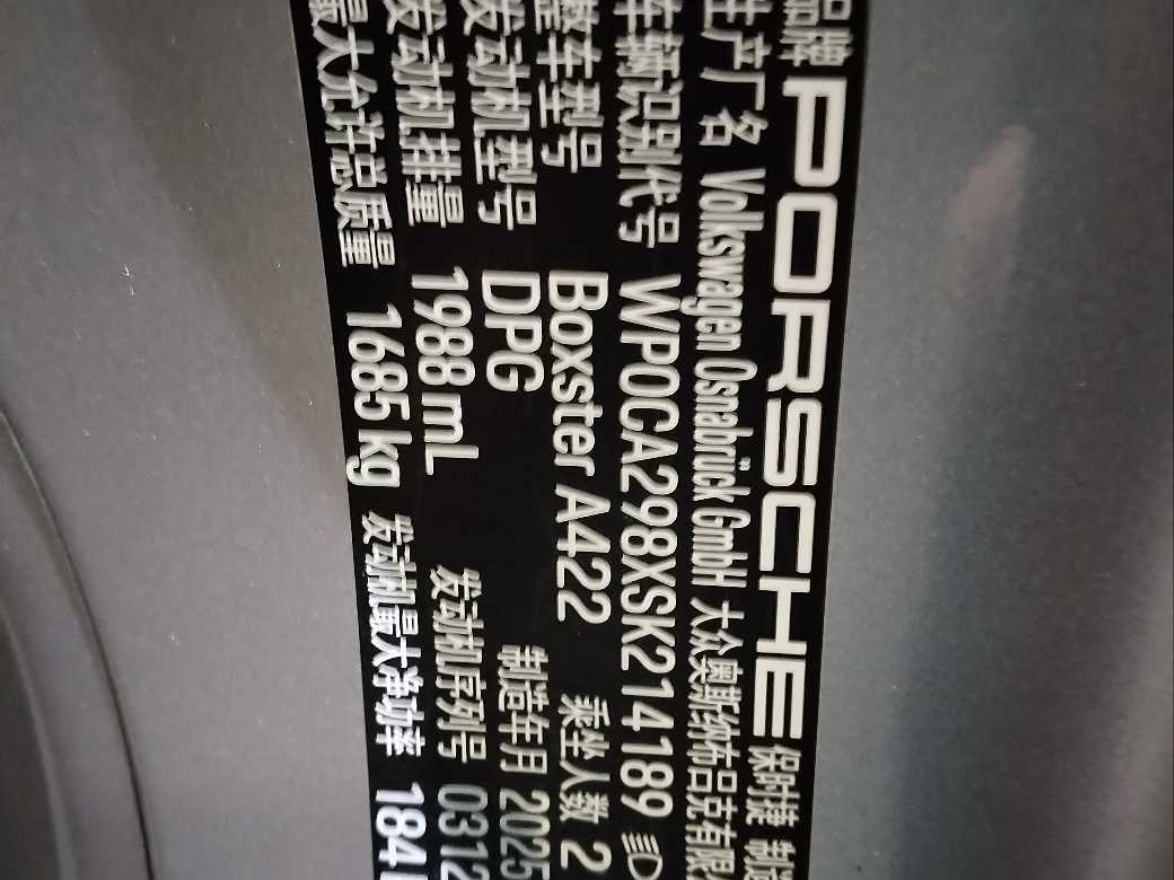 品牌 PORSCHE 保时捷 制造
生产厂名 Volkswagen Osnabrück GmbH 大众奥斯纳布吕克有限
车辆识别代号 WP0CA298XSK214189
整车型号 Boxster A422 乘坐人数 2
发动机型号 DPG 制造年月 2025
发动机排量 1988 mL 发动机序列号 0312
最大允许总质量 1685 kg 发动机最大净功率 184